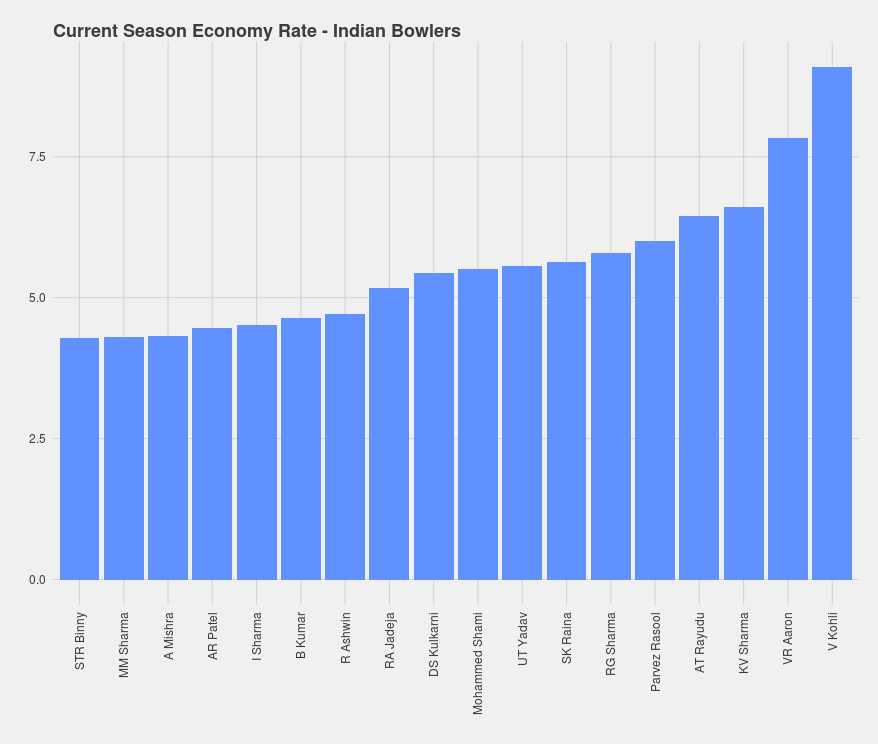 Current Season Economy Rate - Indian Bowlers
7.5
5.0
2.5
0.0
STR Binny
MM Sharma
A Mishra
AR Patel
I Sharma
B Kumar
R Ashwin
RA Jadeja
DS Kulkarni
Mohammed Shami
UT Yadav
SK Raina
RG Sharma
Parvez Rasool
AT Rayudu
KV Sharma
VR Aaron
V Kohli